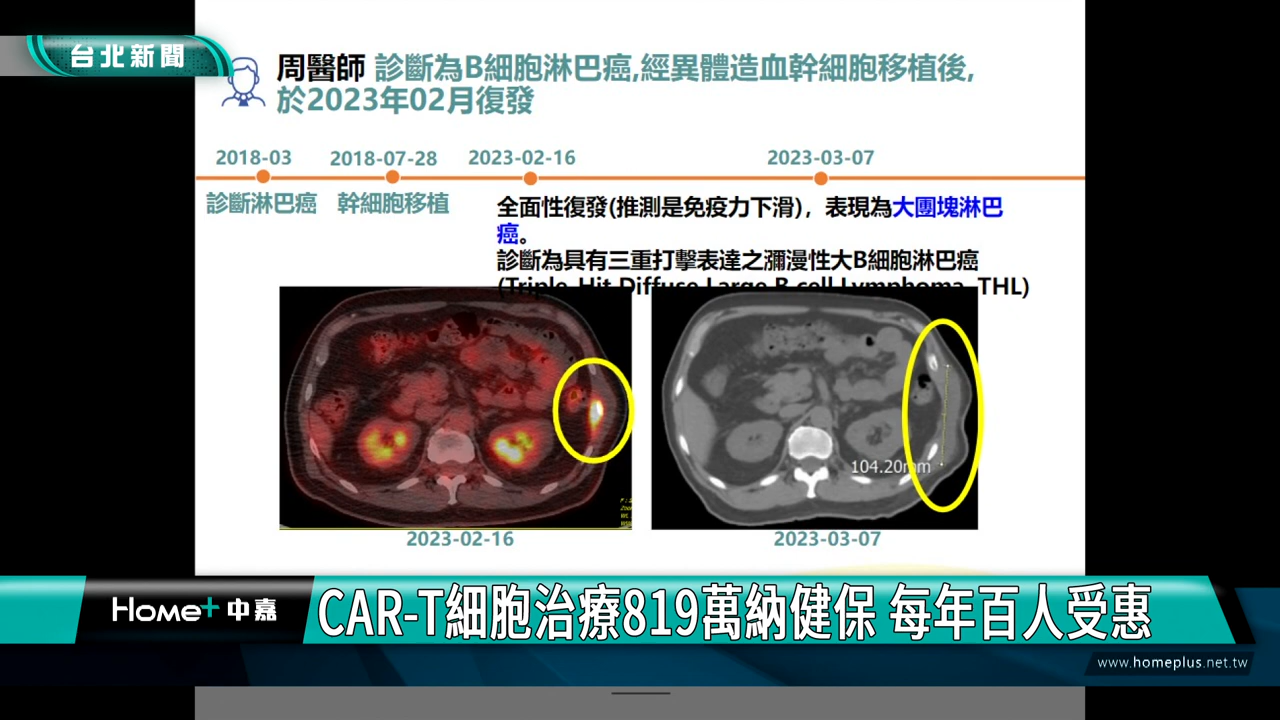 台北新聞
周醫師 診斷為B細胞淋巴癌,經異體造血幹細胞移植後,
於2023年02月復發
2018-03
2018-07-28
2023-02-16
2023-03-07
診斷淋巴癌
幹細胞移植
全面性復發(推測是免疫力下滑)，表現為大團塊淋巴
癌。
診斷為具有三重打擊表達之瀰漫性大B細胞淋巴癌
(Triple-Hit Diffuse Large B cell Lymphoma, THL)
104.20mm
2023-02-16
2023-03-07
Home+中嘉
CAR-T細胞治療819萬納健保 每年百人受惠
www.homeplus.net.tw